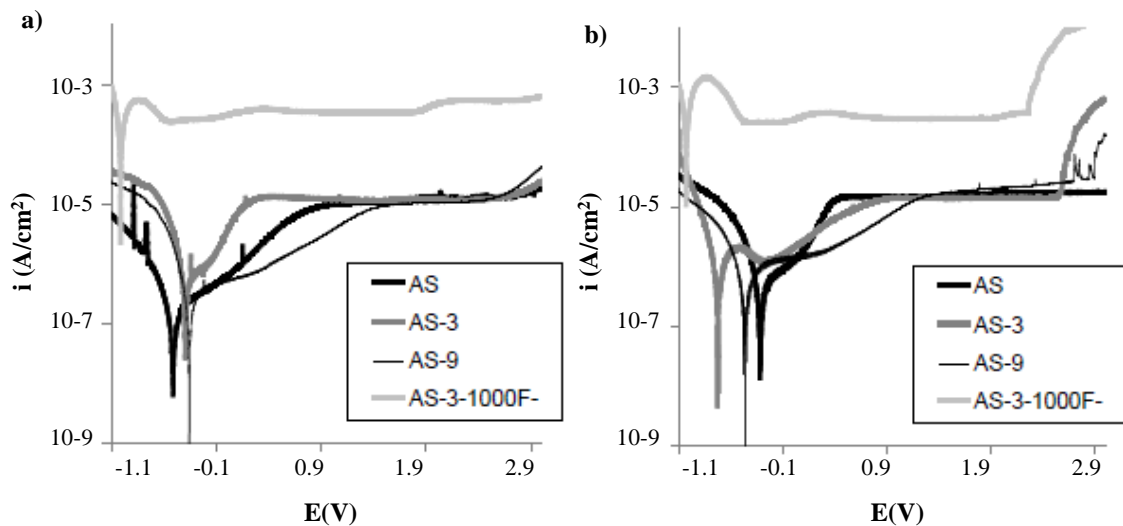 a)
10-3
10-5
10-7
10-9
i (A/cm²)
-1.1 -0.1 0.9 1.9 2.9
E(V)
AS
AS-3
AS-9
AS-3-1000F-
b)
10-3
10-5
10-7
10-9
i (A/cm²)
-1.1 -0.1 0.9 1.9 2.9
E(V)
AS
AS-3
AS-9
AS-3-1000F-